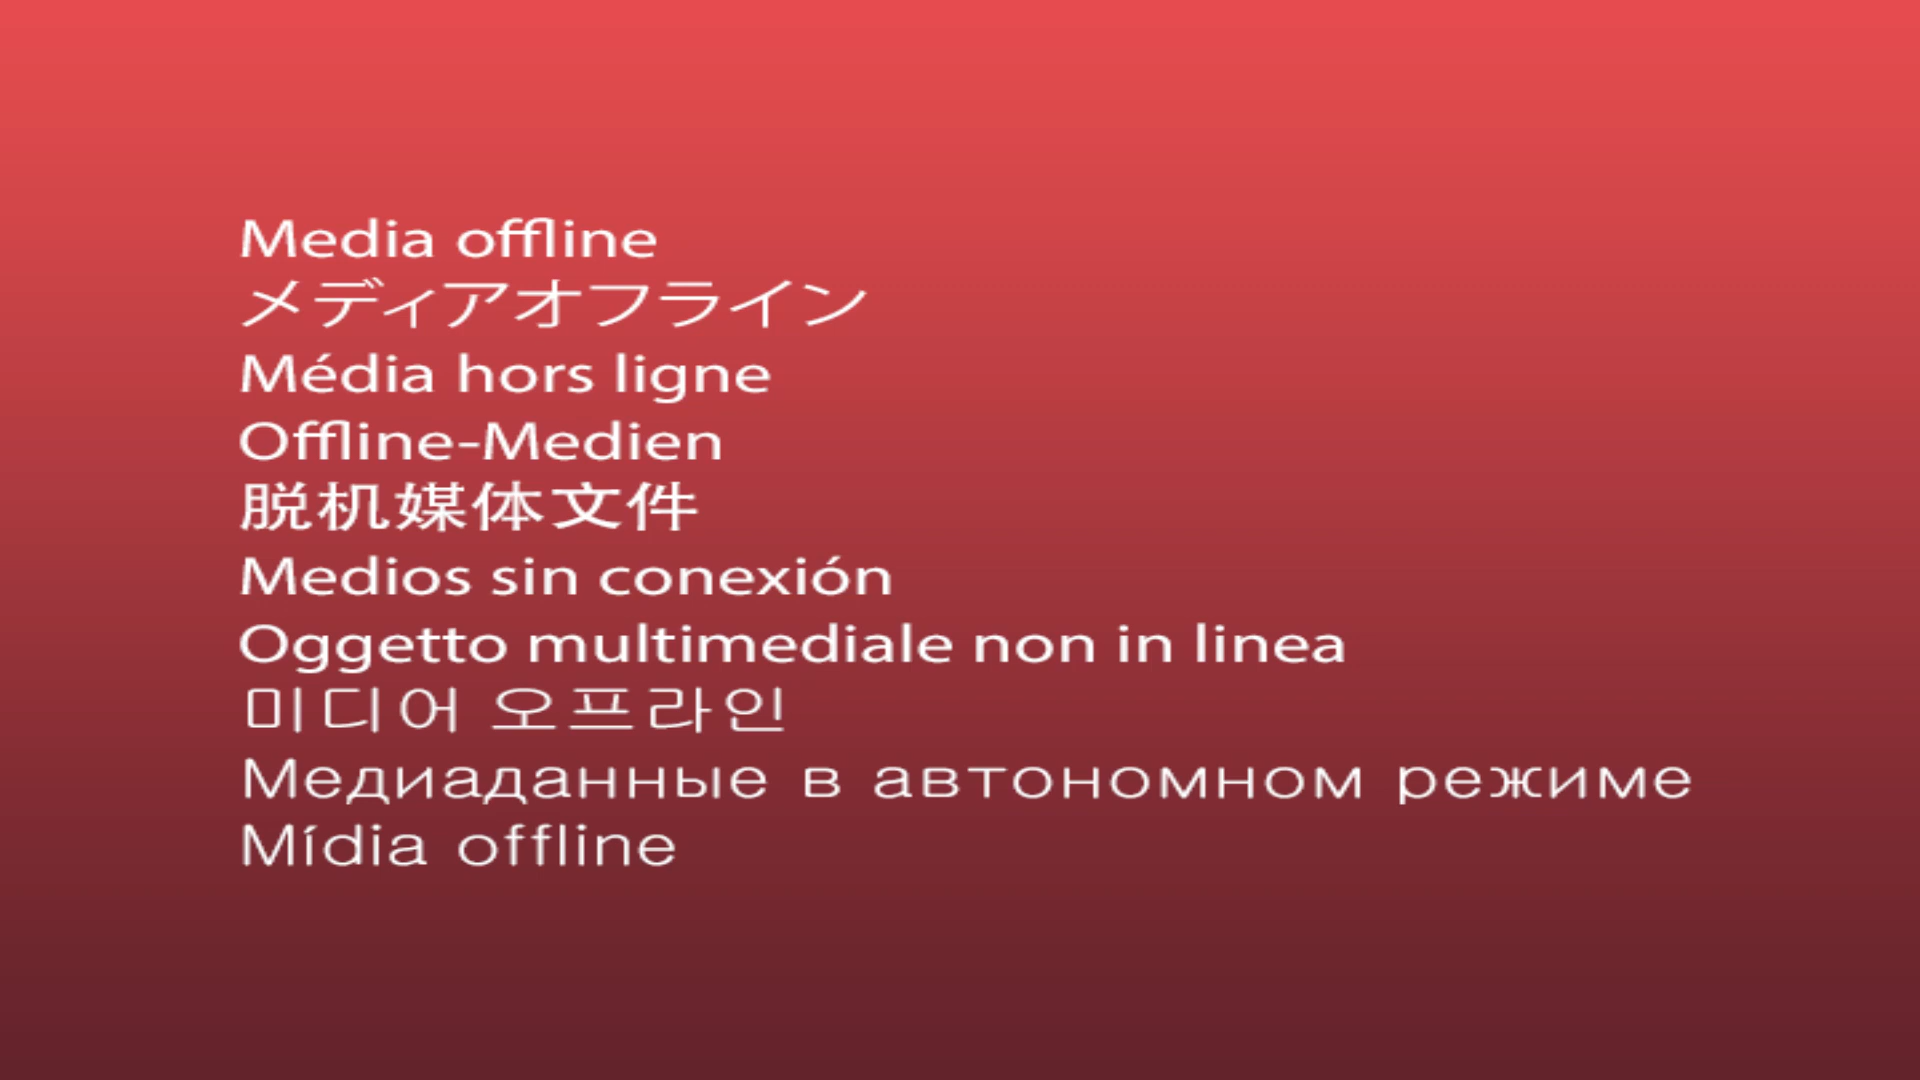 Media offline
メディアオフライン
Média hors ligne
Offline-Medien
脱机媒体文件
Medios sin conexión
Oggetto multimediale non in linea
미디어 오프라인
Медиаданные в автономном режиме
Mídia offline